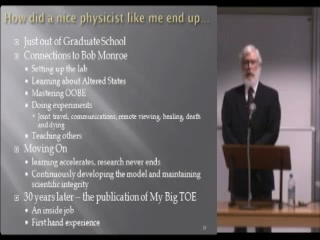 How did a nice physicist like me end up...
Just out of Graduate School
Connections to Bob Monroe
Setting up the lab
Learning about Altered States
Mastering OOBE
Doing experiments
Joint travel, communications, remote viewing, healing, death
and dying
Teaching others
Moving On
learning accelerates, research never ends
Continuously developing the model and maintaining
scientific integrity
30 years later – the publication of My Big TOE
An inside job
First hand experience